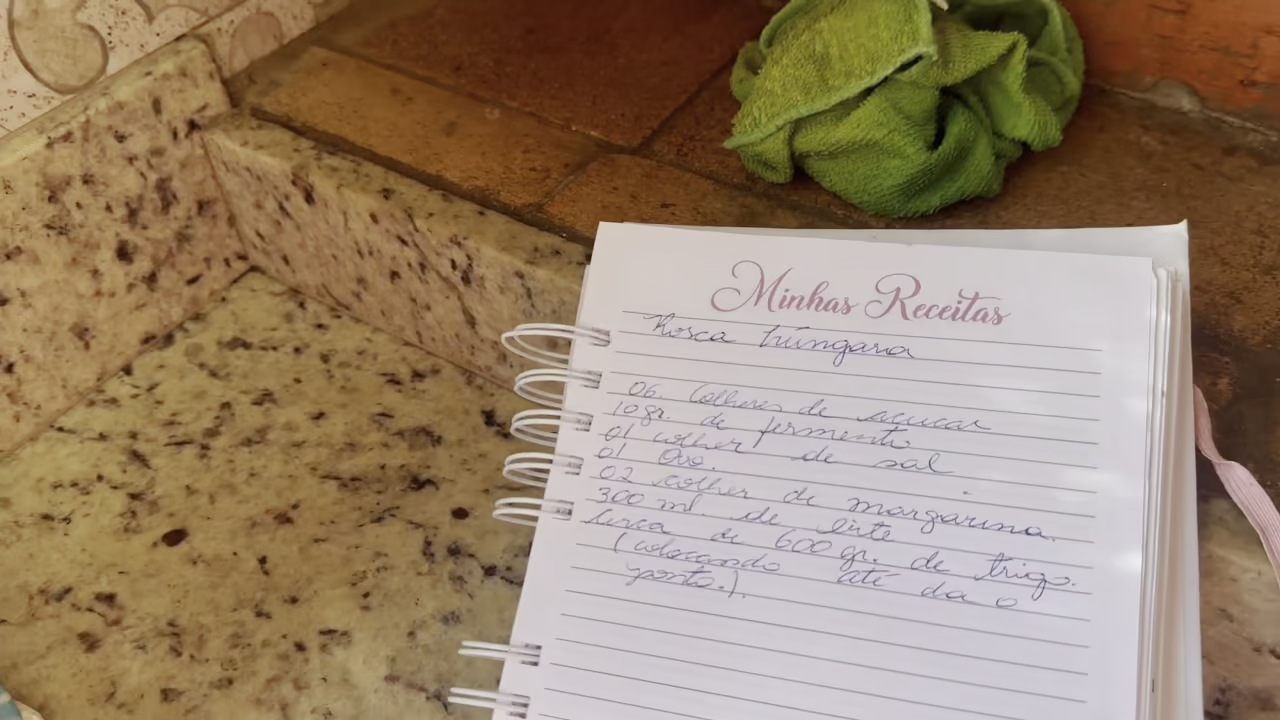 Minhas Receitas
Rosca húngara
06. Colheres de açucar
10gr. de fermento
01 colher de sal
01 Ovo.
02 colher de margarina.
300 ml. de leite
Cerca de 600 gr. de trigo.
(colocando até da o
ponto.).